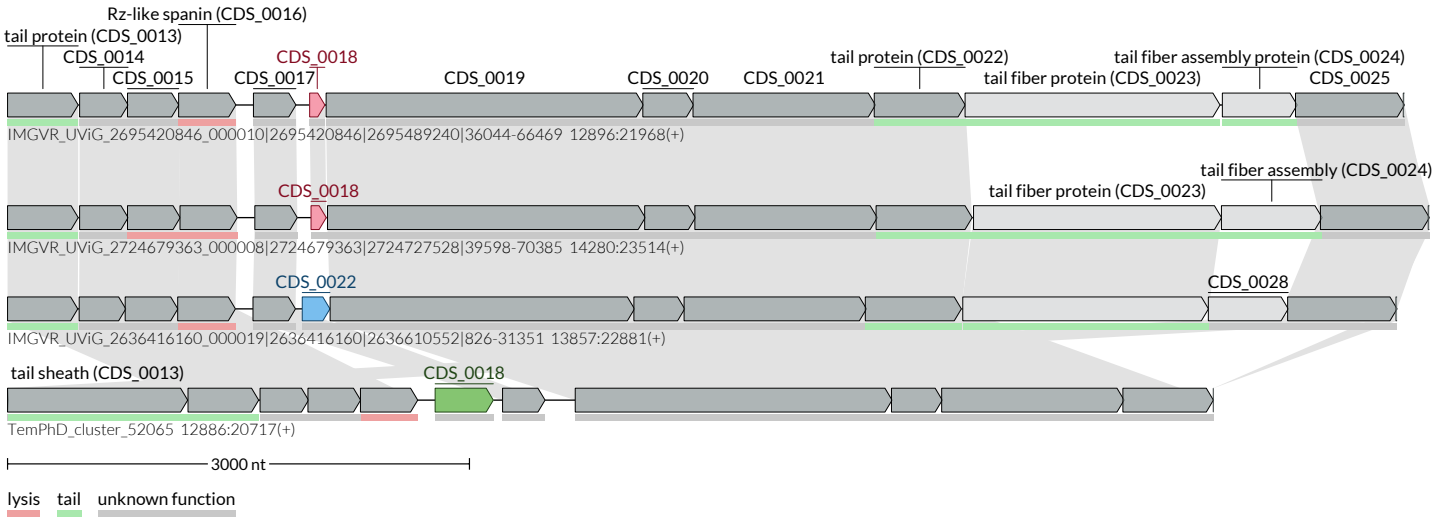 Rz-like spanin (CDS_0016)
tail protein (CDS_0013)
CDS_0014 CDS_0018 tail protein (CDS_0022) tail fiber assembly protein (CDS_0024)
CDS_0015 CDS_0017 CDS_0019 CDS_0020 CDS_0021 tail fiber protein (CDS_0023) CDS_0025
IMGVR_UViG_2695420846_000010|2695420846|2695489240|36044-66469 12896:21968(+)
tail fiber assembly (CDS_0024)
CDS_0018 tail fiber protein (CDS_0023)
IMGVR_UViG_2724679363_000008|2724679363|2724727528|39598-70385 14280:23514(+)
CDS_0022 CDS_0028
IMGVR_UViG_2636416160_000019|2636416160|2636610552|826-31351 13857:22881(+)
tail sheath (CDS_0013) CDS_0018
TemPhD_cluster_52065 12886:20717(+)
3000 nt
lysis tail unknown function